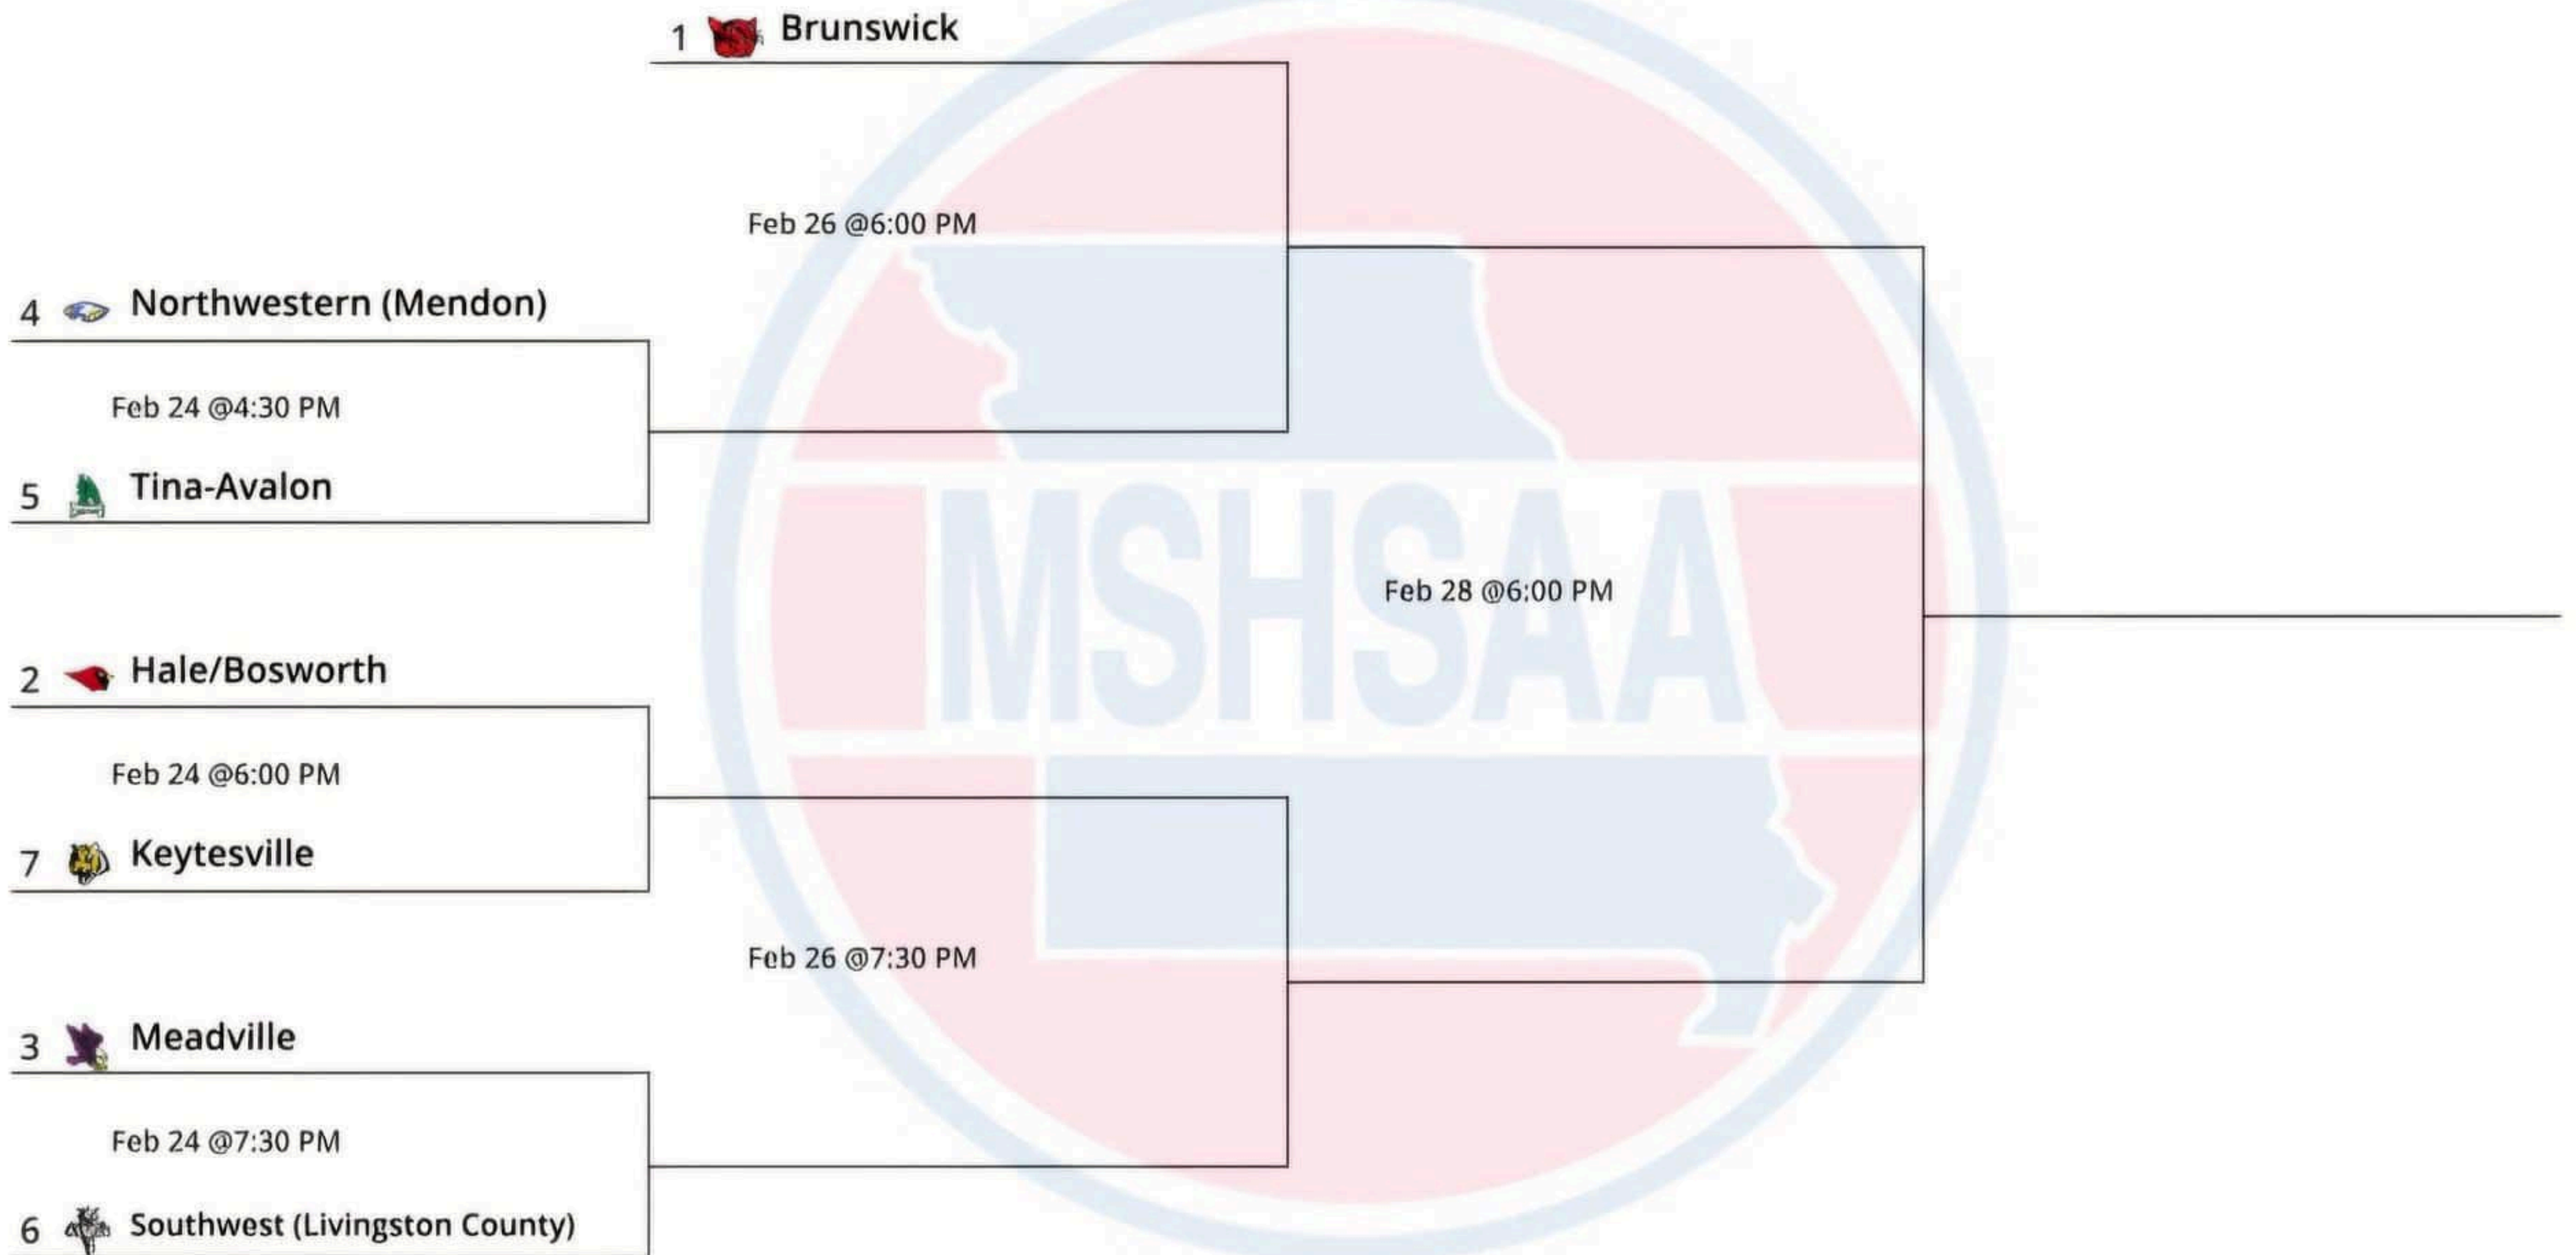 1 Brunswick
Feb 26 @6:00 PM
4 Northwestern (Mendon)
Feb 24 @4:30 PM
5 Tina-Avalon
MSHSAA
Feb 28 @6:00 PM
2 Hale/Bosworth
Feb 24 @6:00 PM
7 Keytesville
Feb 26 @7:30 PM
3 Meadville
Feb 24 @7:30 PM
6 Southwest (Livingston County)